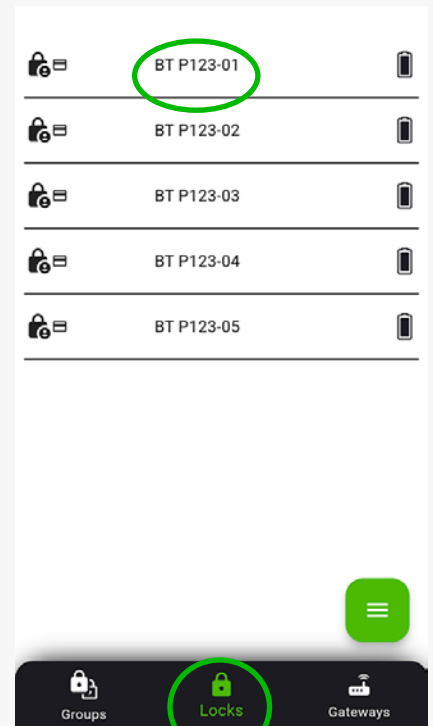 BT P123-01
BT P123-02
BT P123-03
BT P123-04
BT P123-05
Groups Locks Gateways